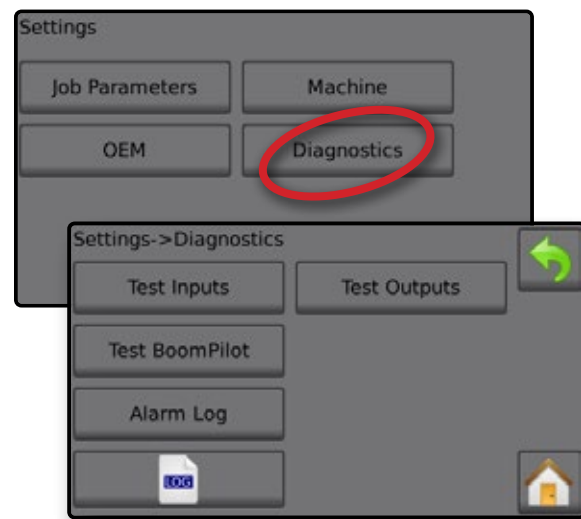 Settings
Job Parameters Machine
OEM Diagnostics
Settings->Diagnostics
Test Inputs Test Outputs
Test BoomPilot
Alarm Log
LOG